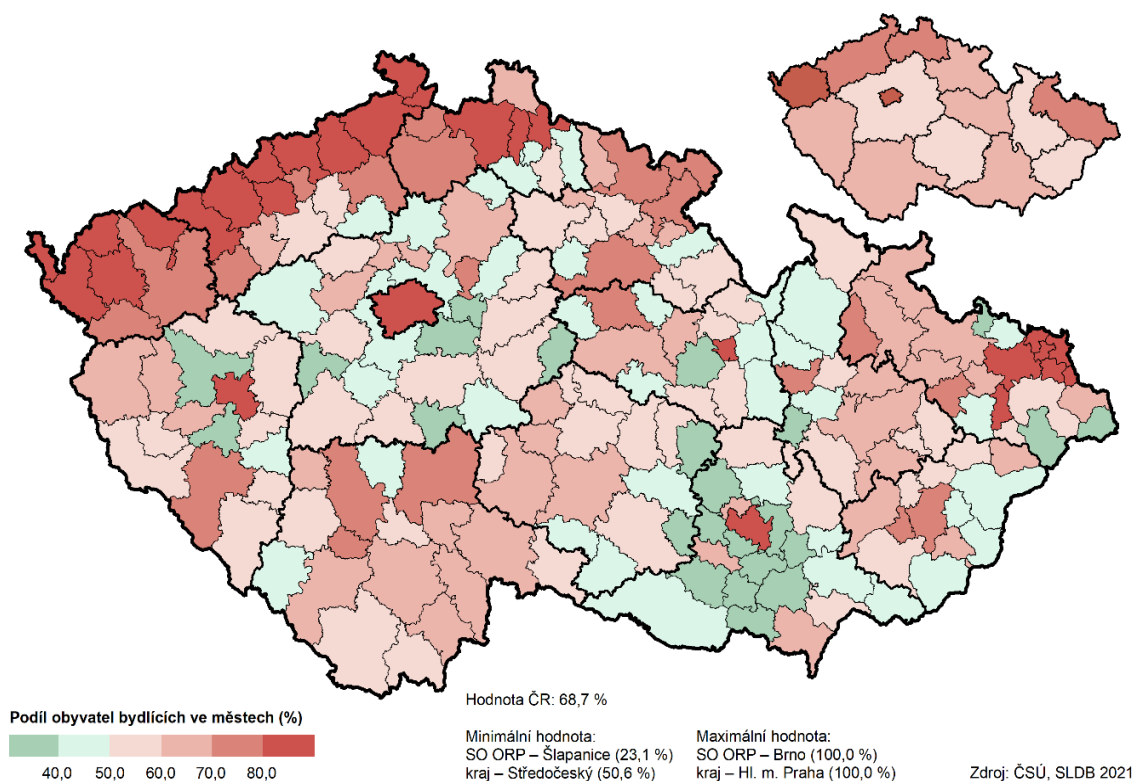 Hodnota ČR: 68,7 %
Podíl obyvatel bydlících ve městech (%)
40,0 50,0 60,0 70,0 80,0
Minimální hodnota:
SO ORP – Šlapanice (23,1 %)
kraj – Středočeský (50,6 %)
Maximální hodnota:
SO ORP – Brno (100,0 %)
kraj – Hl. m. Praha (100,0 %)
Zdroj: ČSÚ, SLDB 2021